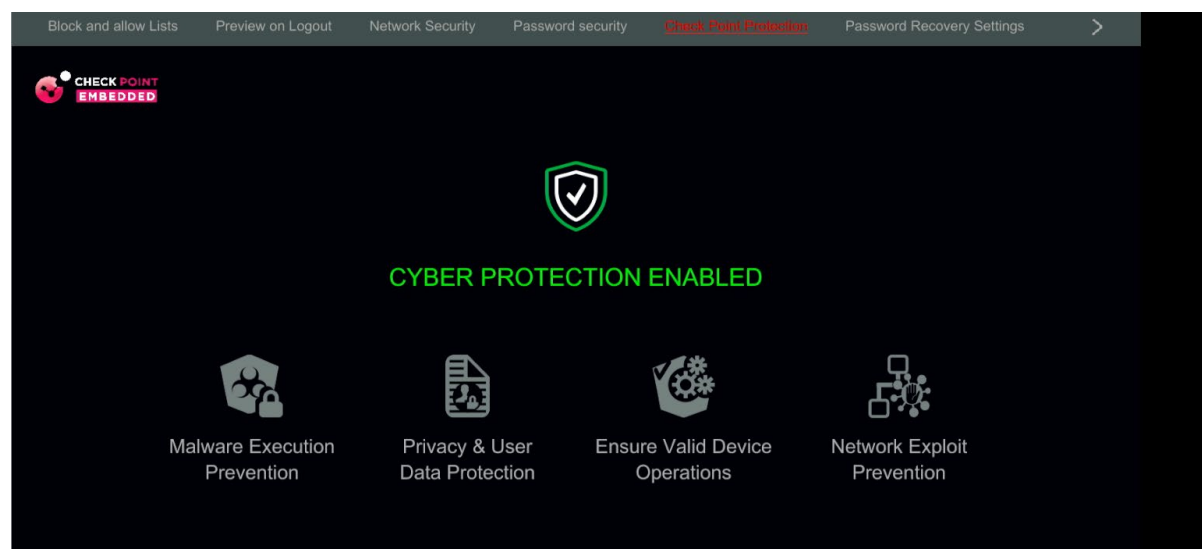 Block and allow Lists Preview on Logout Network Security Password security Check Point Protection Password Recovery Settings >
CHECK POINT
EMBEDDED
CYBER PROTECTION ENABLED
Malware Execution
Prevention
Privacy & User
Data Protection
Ensure Valid Device
Operations
Network Exploit
Prevention